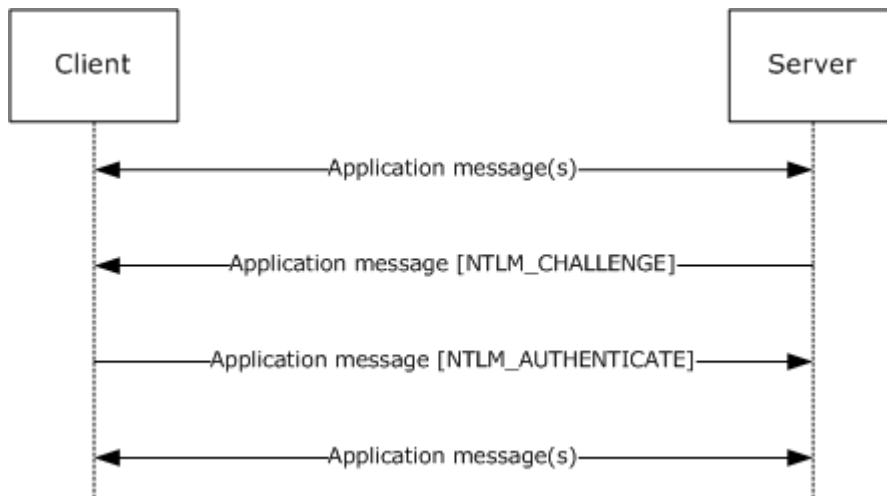 Client
Server
Application message(s)
Application message [NTLM_CHALLENGE]
Application message [NTLM_AUTHENTICATE]
Application message(s)